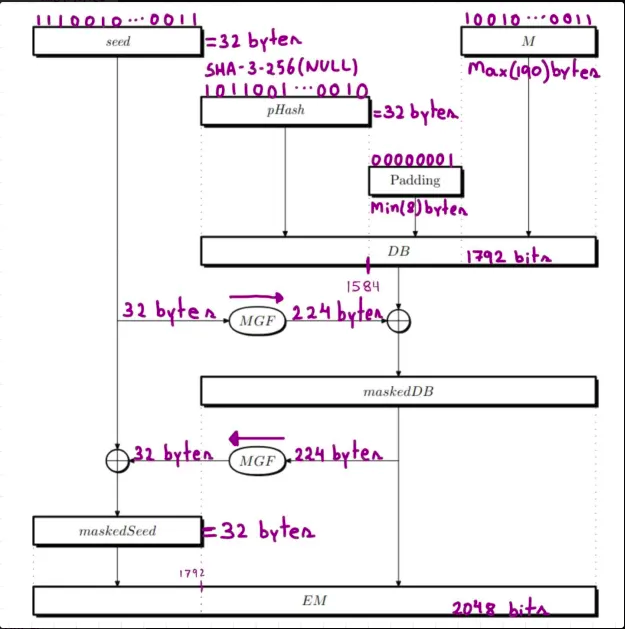 1110010...0011
10010...0011
seed
=32 bytes
M
SHA-3-256(NULL)
Max(190)bytes
1011001...0010
pHash
=32 bytes
00000001
Padding
Min(8)bytes
DB
1792 bits
1584
32 bytes
MGF
224 bytes
maskedDB
32 bytes
MGF
224 bytes
maskedSeed
=32 bytes
1792
EM
2048 bits